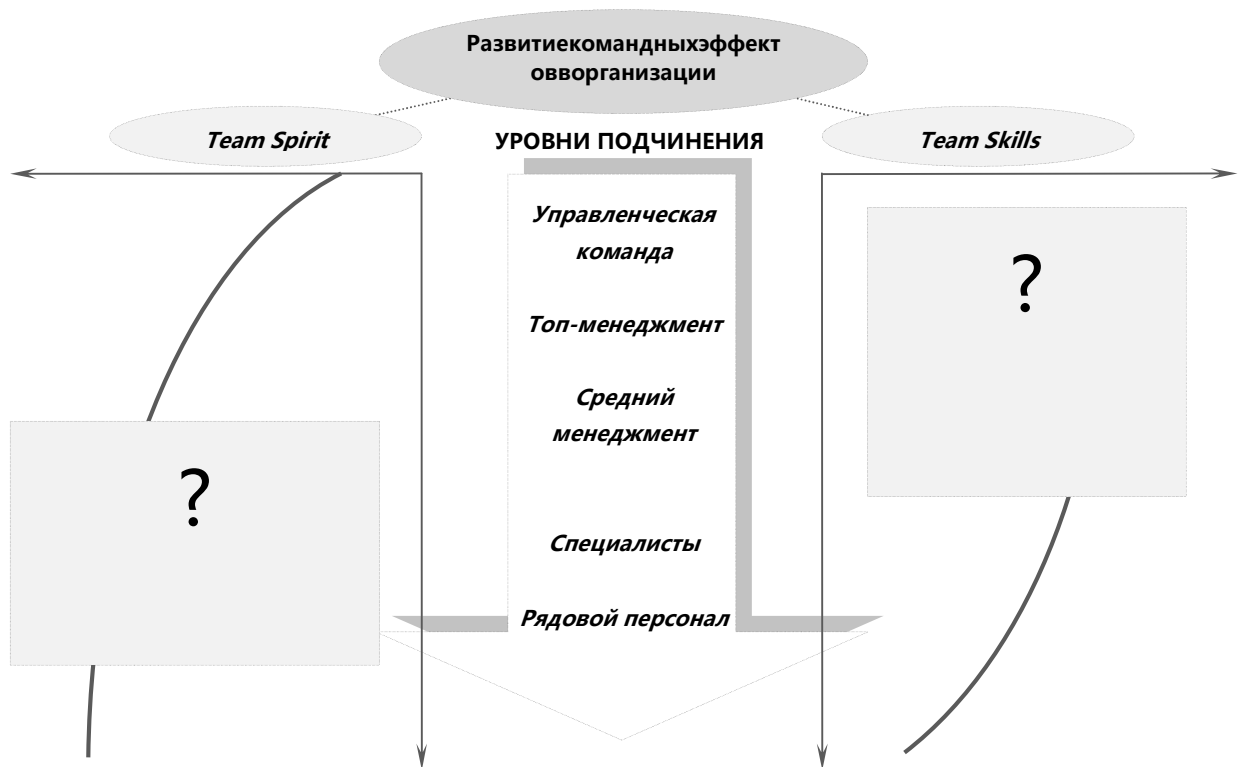 Развитиекомандныхэффект
овворганизации
Team Spirit
УРОВНИ ПОДЧИНЕНИЯ
Team Skills
Управленческая
команда
?
Топ-менеджмент
Средний
менеджмент
?
Специалисты
Рядовой персонал